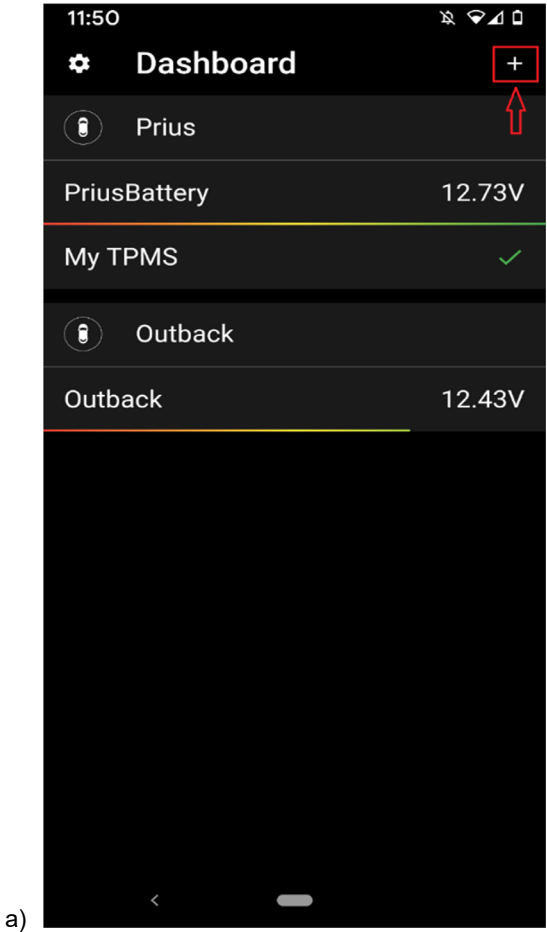 11:50
Dashboard +
Prius
PriusBattery 12.73V
My TPMS
Outback
Outback 12.43V
a)